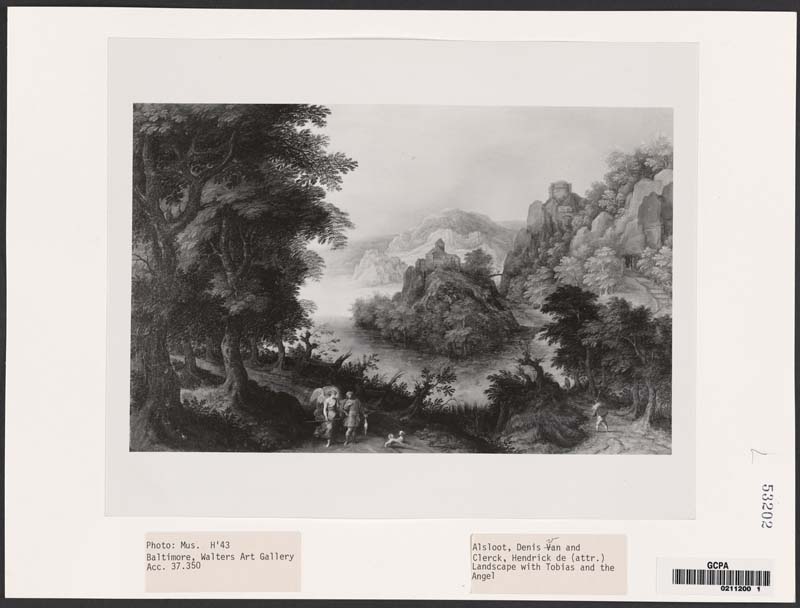 Photo: Mus.  H'43
Baltimore, Walters Art Gallery
Acc. 37.350
Alsloot, Denis Van and
Clerck, Hendrick de (attr.)
Landscape with Tobias and the
Angel
53202
GCPA
0211200 1